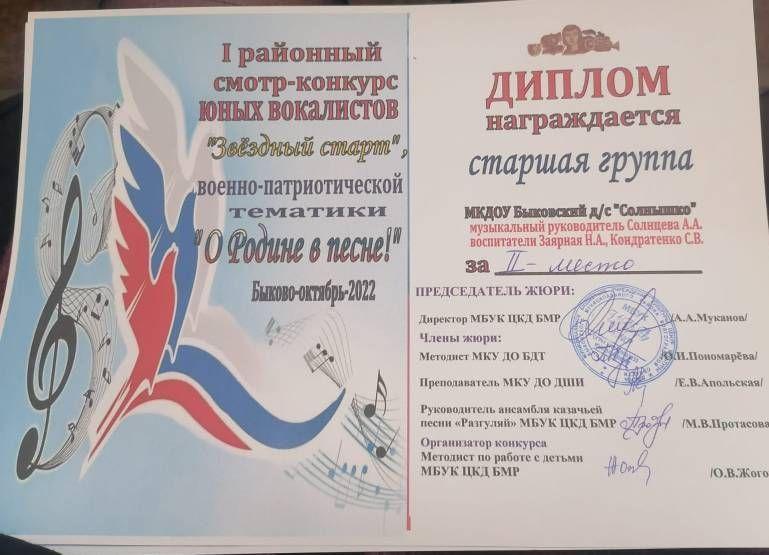 I районный
смотр-конкурс
юных вокалистов
"Звёздный старт",
военно-патриотической
тематики
"О Родине в песне!"
Быково-октябрь-2022
ДИПЛОМ
награждается
старшая группа
МКДОУ Быковский д/с "Солнышко"
музыкальный руководитель Солнцева А.А.
воспитатели Заярная Н.А., Кондратенко С.В.
за II- место
ПРЕДСЕДАТЕЛЬ ЖЮРИ:
Директор МБУК ЦКД БМР /А.А.Муканов/
Члены жюри:
Методист МКУ ДО БДТ И.Пономарёва/
Преподаватель МКУ ДО ДШИ /Е.В.Апольская/
Руководитель ансамбля казачьей
песни «Разгуляй» МБУК ЦКД БМР /М.В.Протасова
Организатор конкурса
Методист по работе с детьми
МБУК ЦКД БМР /О.В.Жого